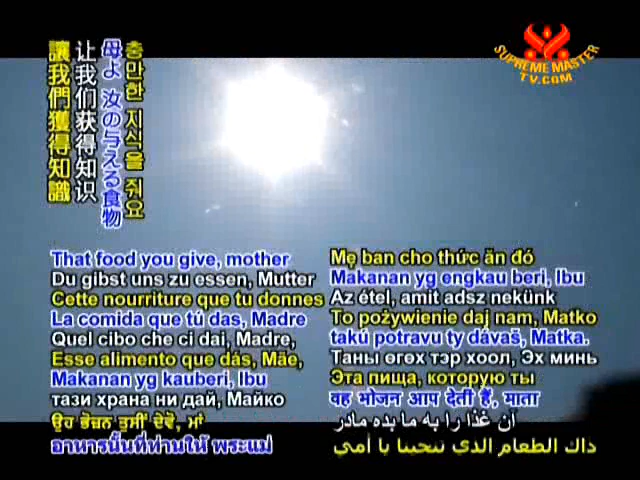 讓我們獲得知識
让我们获得知识
母よ 汝の与える食物
충만한 지식을 줘요
SUPREME MASTER
TV.COM
That food you give, mother
Du gibst uns zu essen, Mutter
Cette nourriture que tu donnes
La comida que tú das, Madre
Quel cibo che ci dai, Madre,
Esse alimento que dás, Mãe,
Makanan yg kauberi, Ibu
тази храна ни дай, Майко
ਉਹ ਭੋਜਨ ਤੁਸੀਂ ਦੇਵੋ, ਮਾਂ
อาหารนั้นที่ท่านให้ พระแม่
Mẹ ban cho thức ăn đó
Makanan yg engkau beri, Ibu
Az étel, amit adsz nekünk
To pożywienie daj nam, Matko
takú potravu ty dávaš, Matka.
Таны өгөх тэр хоол, Эх минь
Эта пища, которую ты
वह भोजन आप देती हैं, माता
آن غذا را به ما بده مادر
ذاك الطعام الذي تنحينا يا أمي